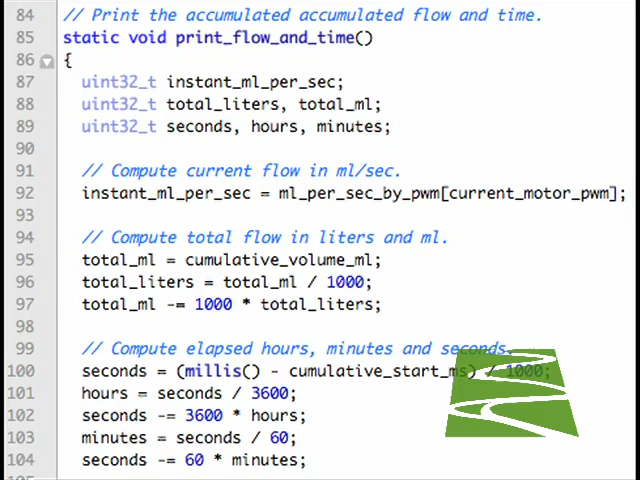 84 // Print the accumulated accumulated flow and time.
85 static void print_flow_and_time()
86 {
87 uint32_t instant_ml_per_sec;
88 uint32_t total_liters, total_ml;
89 uint32_t seconds, hours, minutes;
90
91 // Compute current flow in ml/sec.
92 instant_ml_per_sec = ml_per_sec_by_pwm[current_motor_pwm];
93
94 // Compute total flow in liters and ml.
95 total_ml = cumulative_volume_ml;
96 total_liters = total_ml / 1000;
97 total_ml -= 1000 * total_liters;
98
99 // Compute elapsed hours, minutes and seconds.
100 seconds = (millis() - cumulative_start_ms) / 1000;
101 hours = seconds / 3600;
102 seconds -= 3600 * hours;
103 minutes = seconds / 60;
104 seconds -= 60 * minutes;